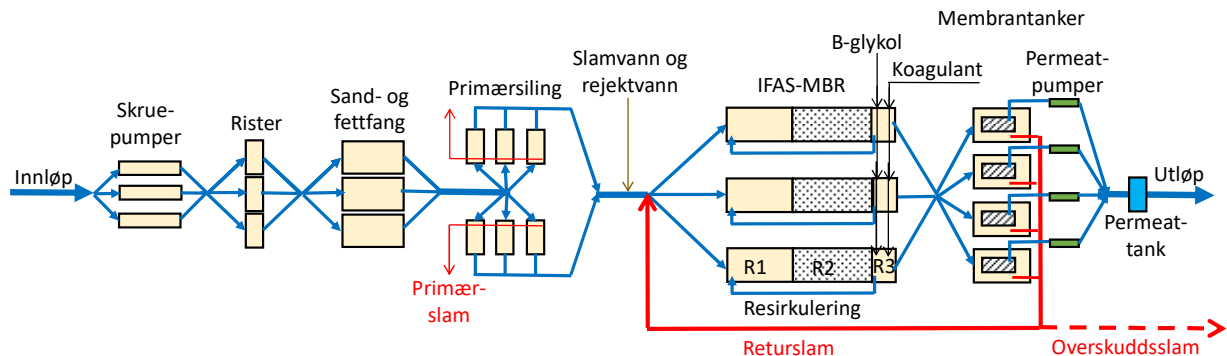 Innløp
Skrue-
pumper
Rister
Sand- og
fettfang
Primærsiling
Primær-
slam
Slamvann og
rejektvann
IFAS-MBR
B-glykol
Koagulant
R1
R2
R3
Resirkulering
Membrantanker
Permeat-
pumper
Utløp
Permeat-
tank
Returslam
Overskuddsslam